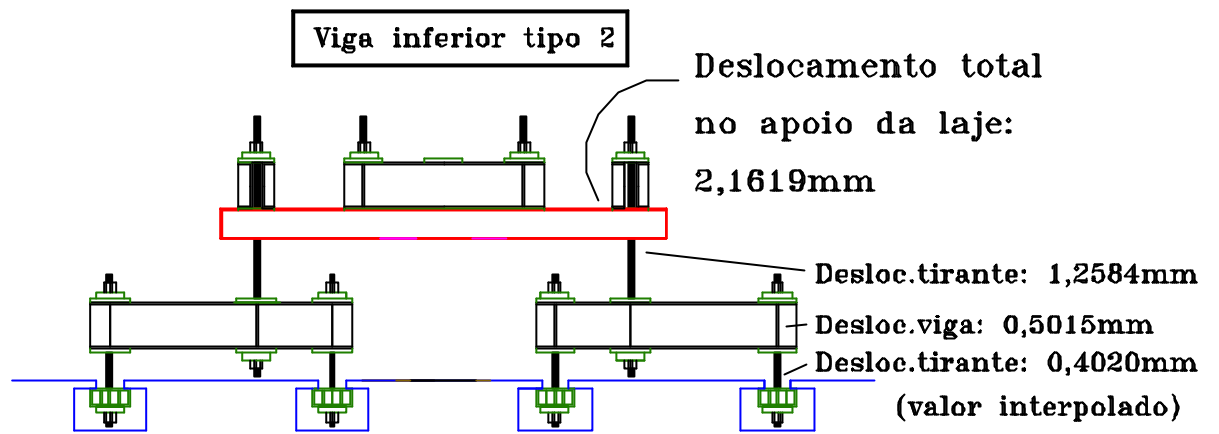 Viga inferior tipo 2
Deslocamento total
no apoio da laje:
2,1619mm
Desloc.tirante: 1,2584mm
Desloc.viga: 0,5015mm
Desloc.tirante: 0,4020mm
(valor interpolado)